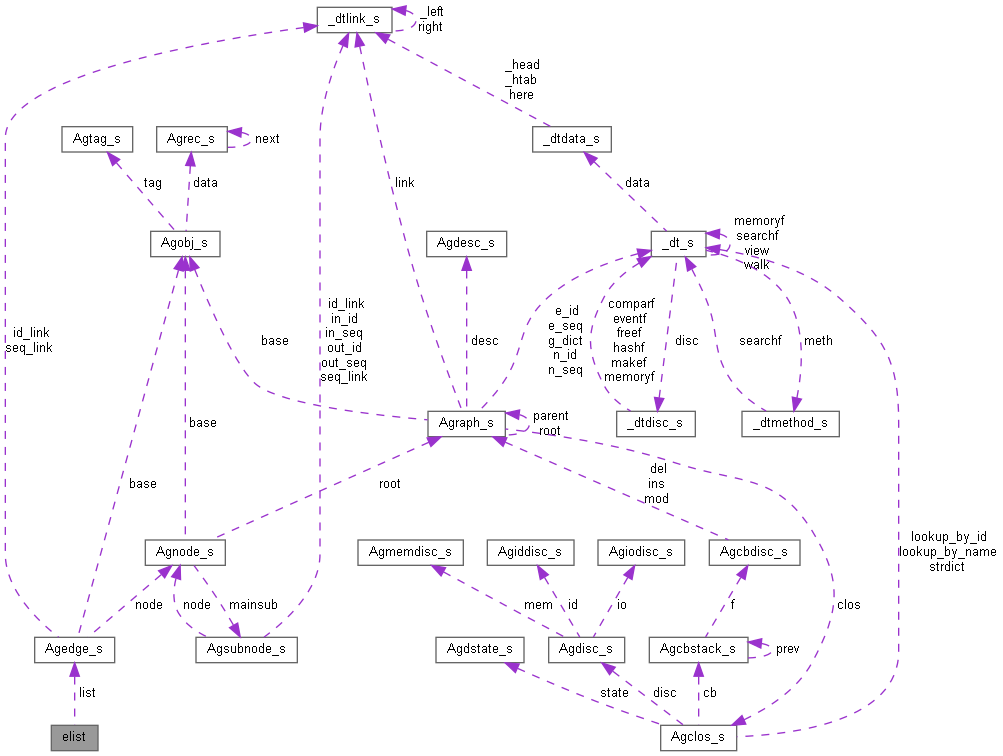 _dtlink_s
_left
right
_head
_htab
here
Agtag_s
Agrec_s
next
_dtdata_s
tag
data
link
data
Agobj_s
Agdesc_s
_dt_s
memoryf
searchf
view
walk
id_link
seq_link
base
id_link
in_id
in_seq
out_id
out_seq
seq_link
desc
e_id
e_seq
g_dict
n_id
n_seq
comparf
eventf
freef
hashf
makef
memoryf
disc
searchf
meth
base
Agraph_s
parent
root
_dtdisc_s
_dtmethod_s
base
root
del
ins
mod
lookup_by_id
lookup_by_name
strdict
Agnode_s
Agmemdisc_s
Agiddisc_s
Agiodisc_s
Agcbdisc_s
node
node
mainsub
mem
id
io
f
clos
Agedge_s
Agsubnode_s
Agdstate_s
Agdisc_s
Agcbstack_s
prev
list
state
disc
cb
elist
Agclos_s